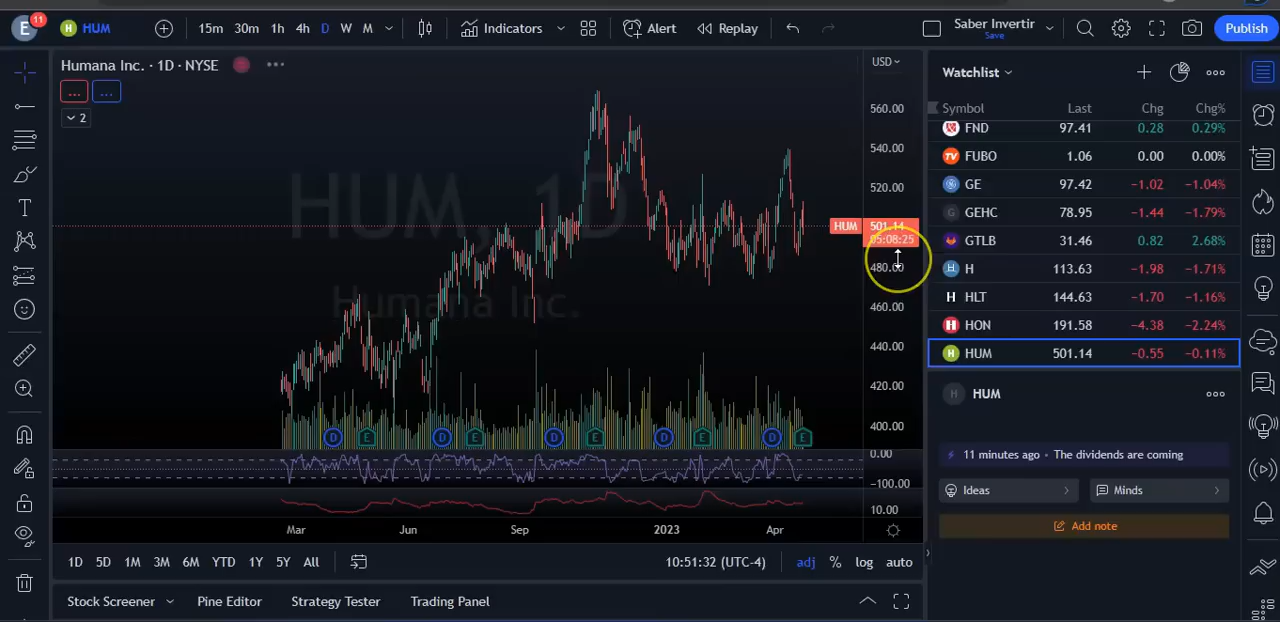 E 11 H HUM 15m 30m 1h 4h D W M Indicators Alert Replay Saber Invertir Save Publish
Humana Inc. · 1D · NYSE
... ...
2
HUM, 1D
Humana Inc.
USD
560.00
540.00
520.00
HUM 501.14
05:08:25
480.00
460.00
440.00
420.00
400.00
0.00
−100.00
10.00
D E D E D E D E D E
Mar Jun Sep 2023 Apr
1D 5D 1M 3M 6M YTD 1Y 5Y All 10:51:32 (UTC-4) adj % log auto
Stock Screener Pine Editor Strategy Tester Trading Panel
Watchlist
Symbol Last Chg Chg%
FND 97.41 0.28 0.29%
FUBO 1.06 0.00 0.00%
GE 97.42 −1.02 −1.04%
GEHC 78.95 −1.44 −1.79%
GTLB 31.46 0.82 2.68%
H 113.63 −1.98 −1.71%
HLT 144.63 −1.70 −1.16%
HON 191.58 −4.38 −2.24%
HUM 501.14 −0.55 −0.11%
H HUM
11 minutes ago · The dividends are coming
Ideas Minds
Add note